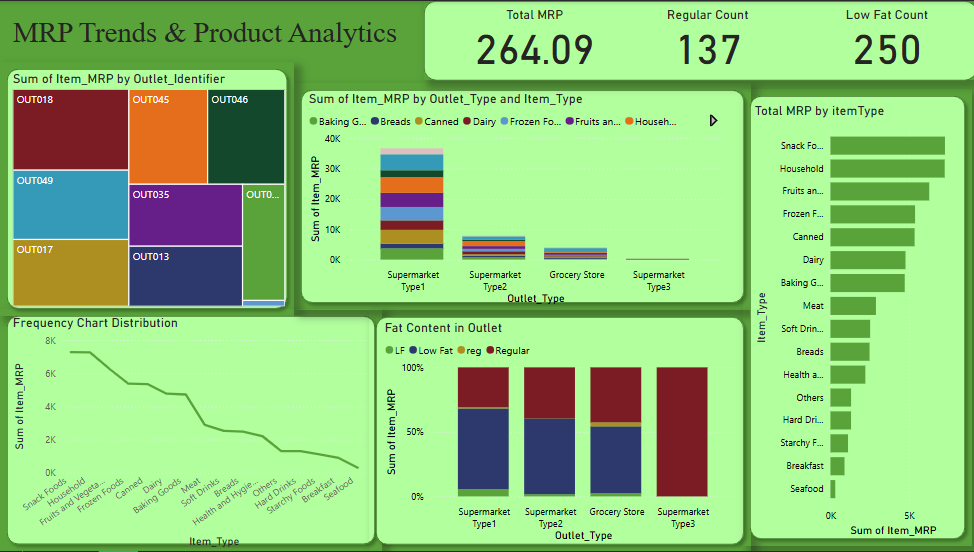 MRP Trends & Product Analytics
Total MRP
264.09
Regular Count
137
Low Fat Count
250
Sum of Item_MRP by Outlet_Identifier
OUT018
OUT045
OUT046
OUT049
OUT035
OUT0...
OUT017
OUT013
Sum of Item_MRP by Outlet_Type and Item_Type
Baking G... Breads Canned Dairy Frozen Fo... Fruits an... Househ...
Sum of Item_MRP
40K
30K
20K
10K
0K
Supermarket Type1
Supermarket Type2
Grocery Store
Supermarket Type3
Outlet_Type
Total MRP by itemType
Item_Type
Snack Fo...
Household
Fruits an...
Frozen F...
Canned
Dairy
Baking G...
Meat
Soft Drin...
Breads
Health a...
Others
Hard Dri...
Starchy F...
Breakfast
Seafood
0K 5K
Sum of Item_MRP
Frequency Chart Distribution
Sum of Item_MRP
8K
6K
4K
2K
0K
Snack Foods
Household
Fruits and Vegeta...
Frozen Foods
Canned
Dairy
Baking Goods
Meat
Soft Drinks
Breads
Health and Hygie...
Others
Hard Drinks
Starchy Foods
Breakfast
Seafood
Item_Type
Fat Content in Outlet
LF Low Fat reg Regular
Sum of Item_MRP
100%
50%
0%
Supermarket Type1
Supermarket Type2
Grocery Store
Supermarket Type3
Outlet_Type